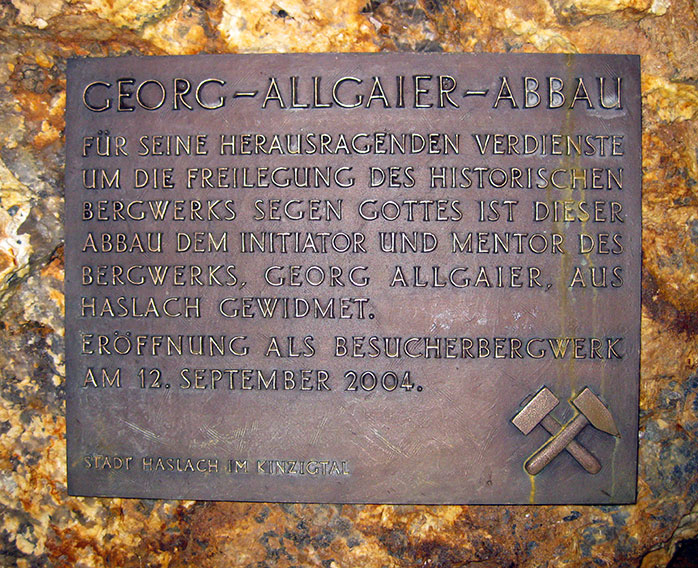 GEORG-ALLGAIER-ABBAU
FÜR SEINE HERAUSRAGENDEN VERDIENSTE
UM DIE FREILEGUNG DES HISTORISCHEN
BERGWERKS SEGEN GOTTES IST DIESER
ABBAU DEM INITIATOR UND MENTOR DES
BERGWERKS, GEORG ALLGAIER, AUS
HASLACH GEWIDMET.
ERÖFFNUNG ALS BESUCHERBERGWERK
AM 12. SEPTEMBER 2004.
STADT HASLACH IM KINZIGTAL